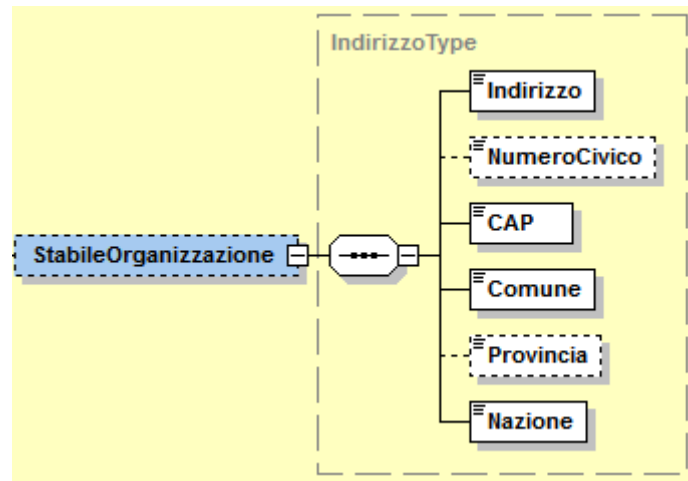 IndirizzoType
Indirizzo
NumeroCivico
CAP
StabileOrganizzazione
Comune
Provincia
Nazione